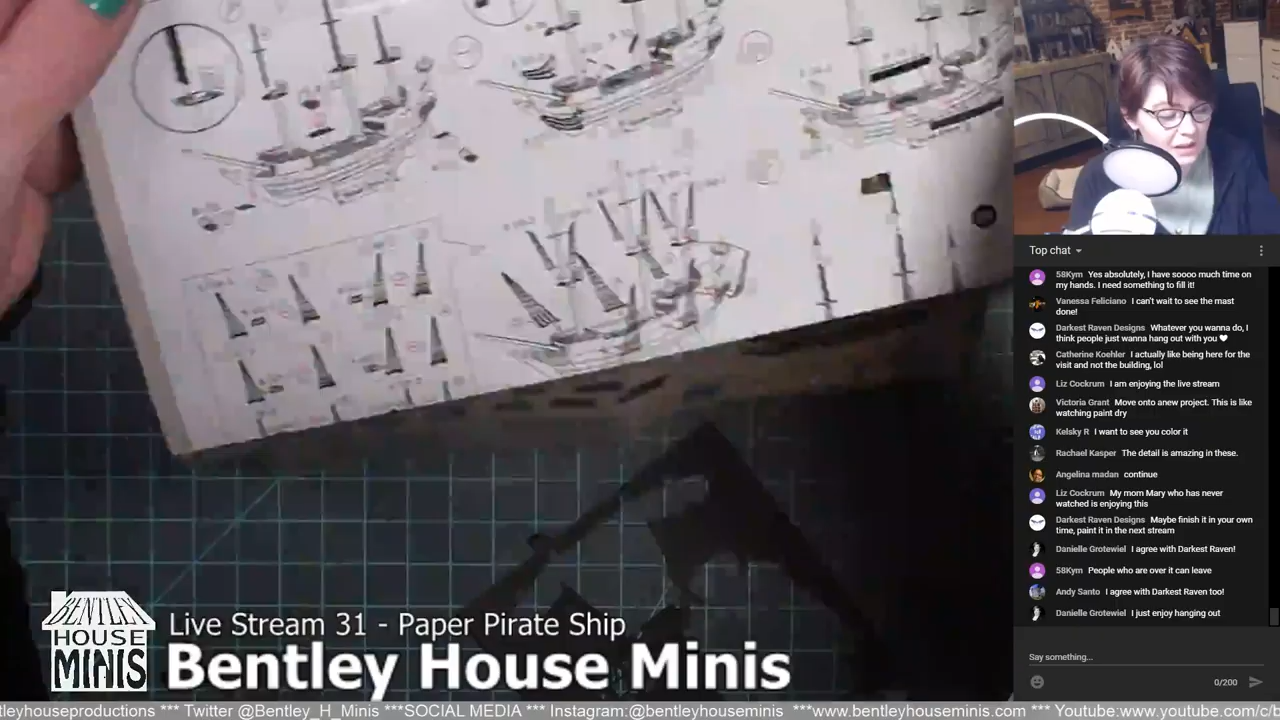 Top chat
58Kym Yes absolutely, I have soooo much time on
my hands. I need something to fill it!
Vanessa Feliciano I can't wait to see the mast
done!
Darkest Raven Designs Whatever you wanna do, I
think people just wanna hang out with you
Catherine Koehler I actually like being here for the
visit and not the building, lol
Liz Cockrum I am enjoying the live stream
Victoria Grant Move onto anew project. This is like
watching paint dry
Kelsky R I want to see you color it
Rachael Kasper The detail is amazing in these.
Angelina madan continue
Liz Cockrum My mom Mary who has never
watched is enjoying this
Darkest Raven Designs Maybe finish it in your own
time, paint it in the next stream
Danielle Grotewiel I agree with Darkest Raven!
58Kym People who are over it can leave
Andy Santo I agree with Darkest Raven too!
Danielle Grotewiel I just enjoy hanging out
Say something...
0/200
BENTLEY
HOUSE
MINIS
Live Stream 31 - Paper Pirate Ship
Bentley House Minis
tleyhouseproductions *** Twitter @Bentley_H_Minis ***SOCIAL MEDIA *** Instagram:@bentleyhouseminis ***www.bentleyhouseminis.com *** Youtube:www.youtube.com/c/